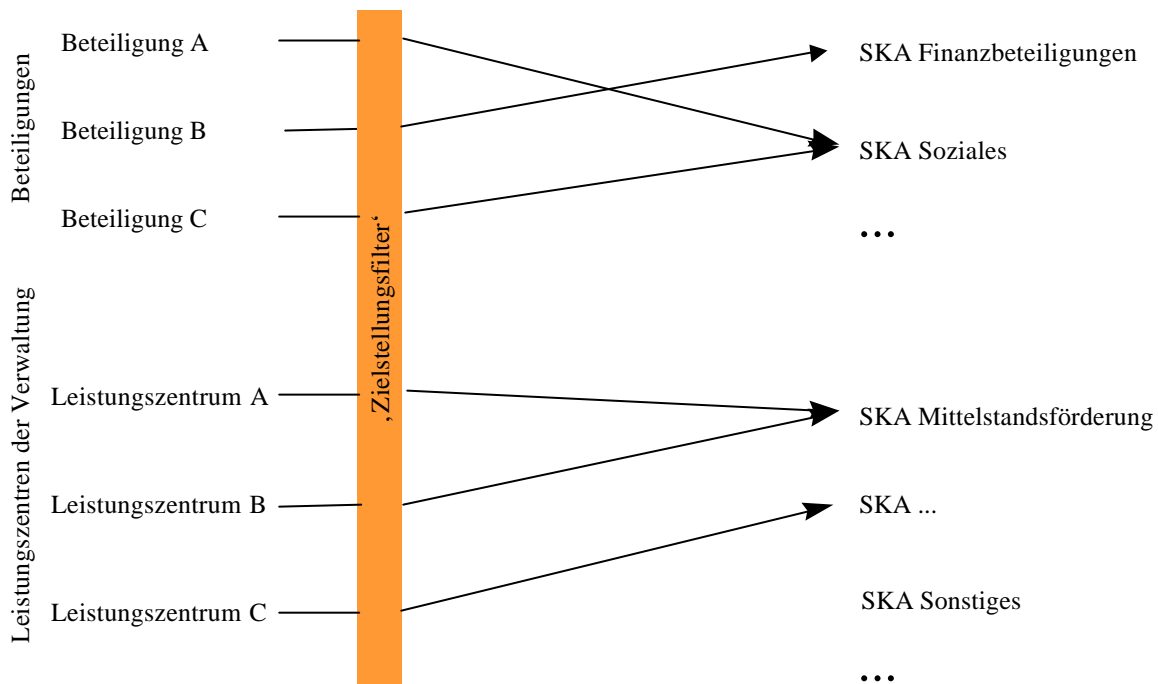 Beteiligungen
Beteiligung A
Beteiligung B
Beteiligung C
Leistungszentren der Verwaltung
Leistungszentrum A
Leistungszentrum B
Leistungszentrum C
‚Zielstellungsfilter‘
SKA Finanzbeteiligungen
SKA Soziales
...
SKA Mittelstandsförderung
SKA ...
SKA Sonstiges
...